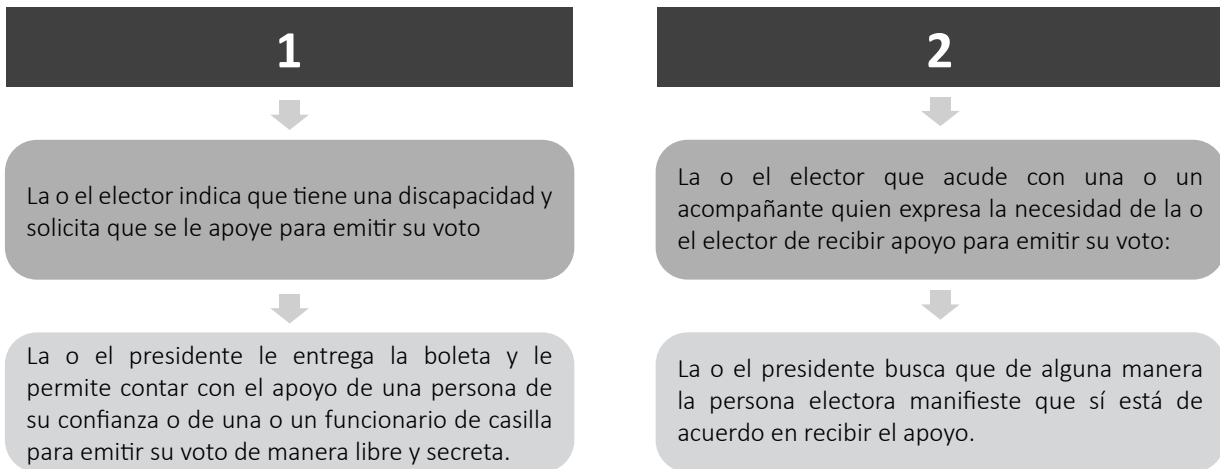 1
La o el elector indica que tiene una discapacidad y
solicita que se le apoye para emitir su voto
La o el presidente le entrega la boleta y le
permite contar con el apoyo de una persona de
su confianza o de una o un funcionario de casilla
para emitir su voto de manera libre y secreta.
2
La o el elector que acude con una o un
acompañante quien expresa la necesidad de la o
el elector de recibir apoyo para emitir su voto:
La o el presidente busca que de alguna manera
la persona electora manifieste que sí está de
acuerdo en recibir el apoyo.